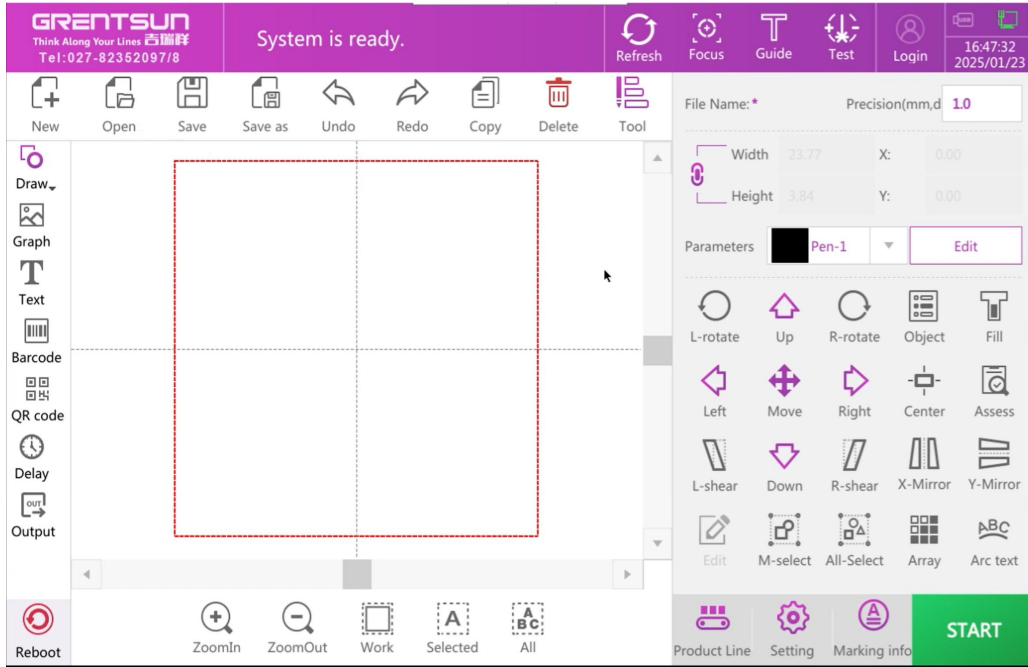 GRENTSUN
Think Along Your Lines 吉瑞祥
Tel:027-82352097/8
System is ready.
Refresh
Focus
Guide
Test
Login
16:47:32
2025/01/23
New
Open
Save
Save as
Undo
Redo
Copy
Delete
Tool
File Name:*
Precision(mm,d
1.0
Draw
Graph
Text
Barcode
QR code
Delay
OUT
Output
Width
23.77
X:
0.00
Height
3.84
Y:
0.00
Parameters
Pen-1
Edit
L-rotate
Up
R-rotate
Object
Fill
Left
Move
Right
Center
Assess
L-shear
Down
R-shear
X-Mirror
Y-Mirror
ABC
Edit
M-select
All-Select
Array
Arc text
Reboot
ZoomIn
ZoomOut
Work
A
Selected
A
BC
All
Product Line
Setting
A
Marking info
START